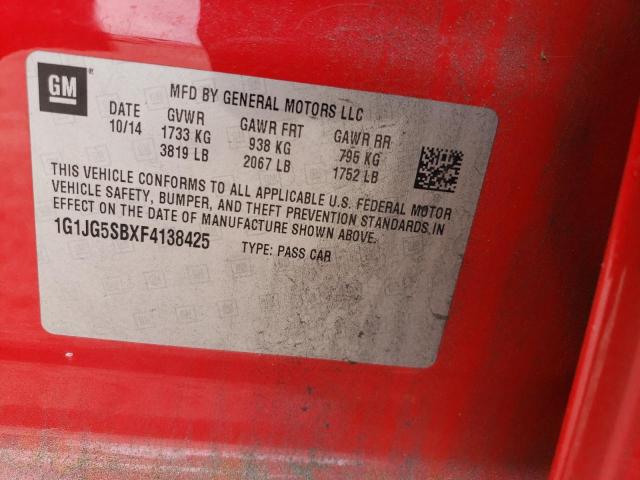 GM ®
MFD BY GENERAL MOTORS LLC
DATE GVWR GAWR FRT GAWR RR
10/14 1733 KG 938 KG 795 KG
3819 LB 2067 LB 1752 LB
THIS VEHICLE CONFORMS TO ALL APPLICABLE U.S. FEDERAL MOTOR
VEHICLE SAFETY, BUMPER, AND THEFT PREVENTION STANDARDS IN
EFFECT ON THE DATE OF MANUFACTURE SHOWN ABOVE.
1G1JG5SBXF4138425 TYPE: PASS CAR